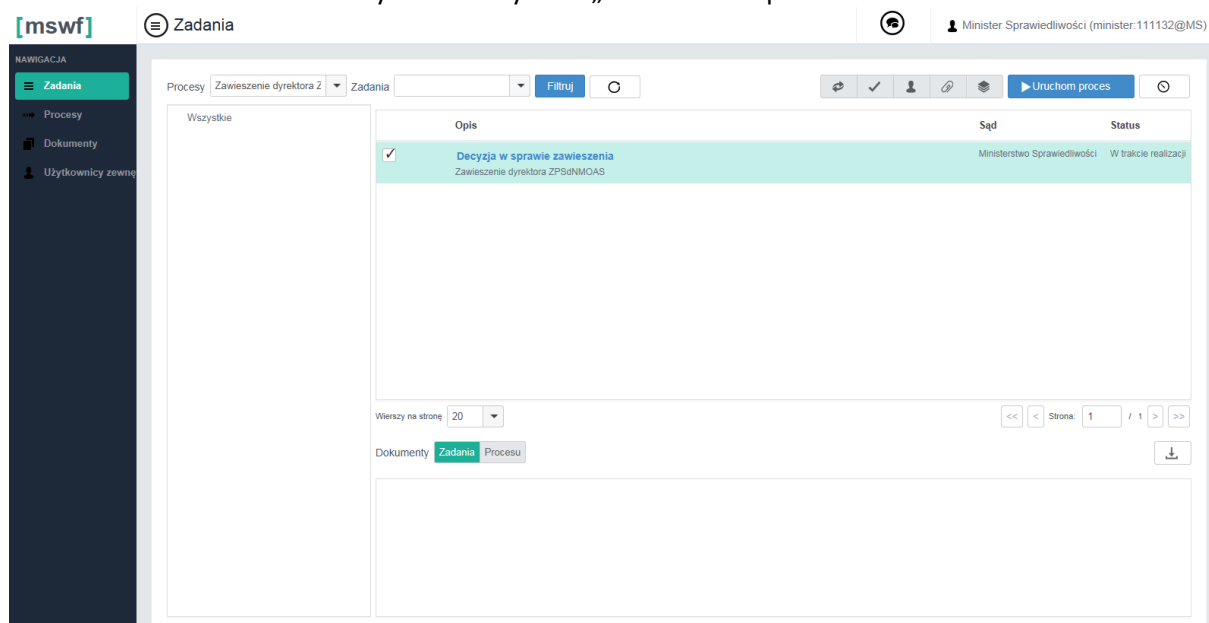 [mswf]
Zadania
Minister Sprawiedliwości (minister:111132@MS)
NAWIGACJA
Zadania
Procesy
Dokumenty
Użytkownicy zewnę
Procesy Zawieszenie dyrektora Z Zadania Filtruj Uruchom proces
Wszystkie
Opis Sąd Status
Decyzja w sprawie zawieszenia Ministerstwo Sprawiedliwości W trakcie realizacji
Zawieszenie dyrektora ZPSdNMOAS
Wierszy na stronę 20 << < Strona: 1 / 1 > >>
Dokumenty Zadania Procesu